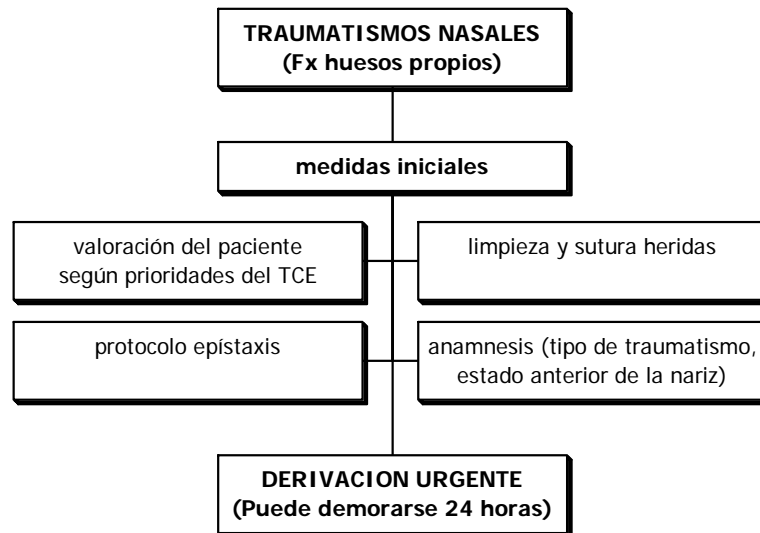 TRAUMATISMOS NASALES
(Fx huesos propios)
medidas iniciales
valoración del paciente
según prioridades del TCE
limpieza y sutura heridas
protocolo epístaxis
anamnesis (tipo de traumatismo,
estado anterior de la nariz)
DERIVACION URGENTE
(Puede demorarse 24 horas)